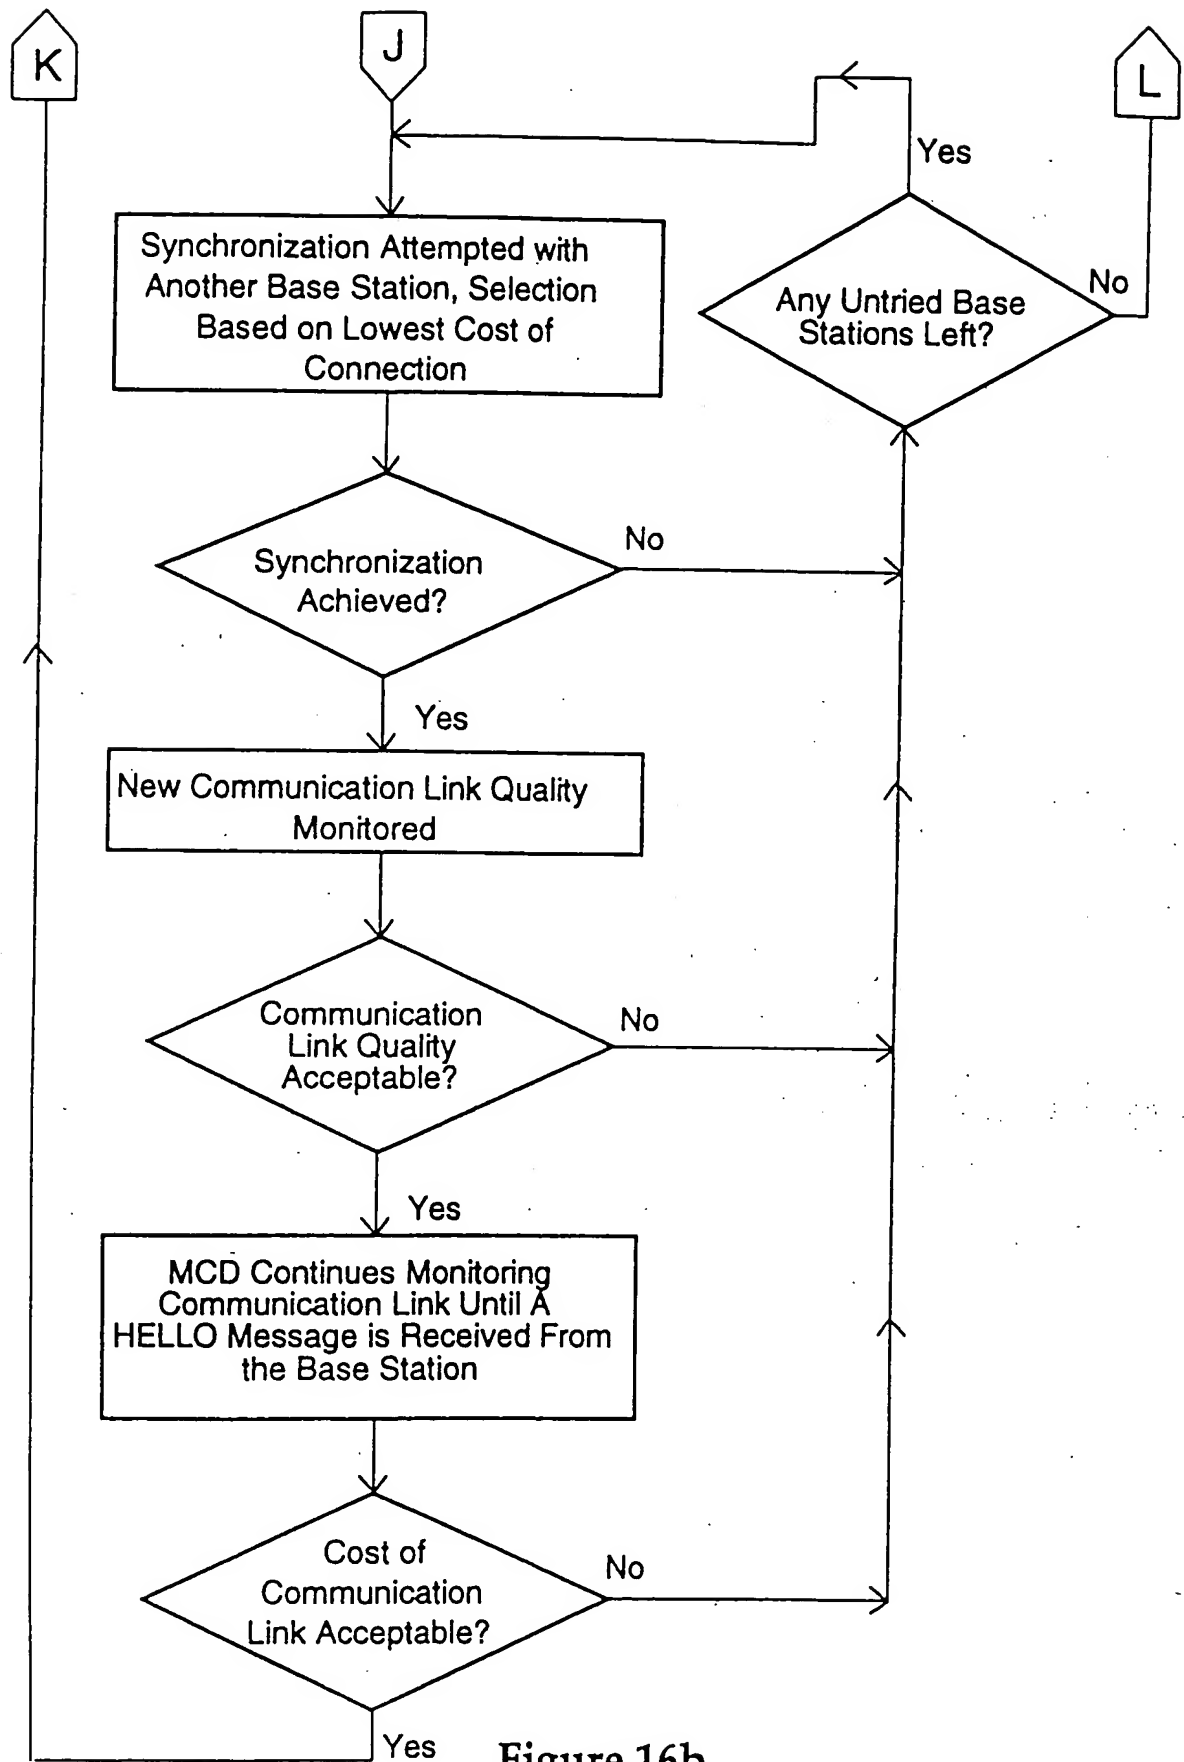 K
J
L
Yes
Synchronization Attempted with
Another Base Station, Selection
Based on Lowest Cost of
Connection
Any Untried Base
Stations Left?
No
Synchronization
Achieved?
No
Yes
New Communication Link Quality
Monitored
Communication
Link Quality
Acceptable?
No
Yes
MCD Continues Monitoring
Communication Link Until A
HELLO Message is Received From
the Base Station
Cost of
Communication
Link Acceptable?
No
Yes
Figure 16b